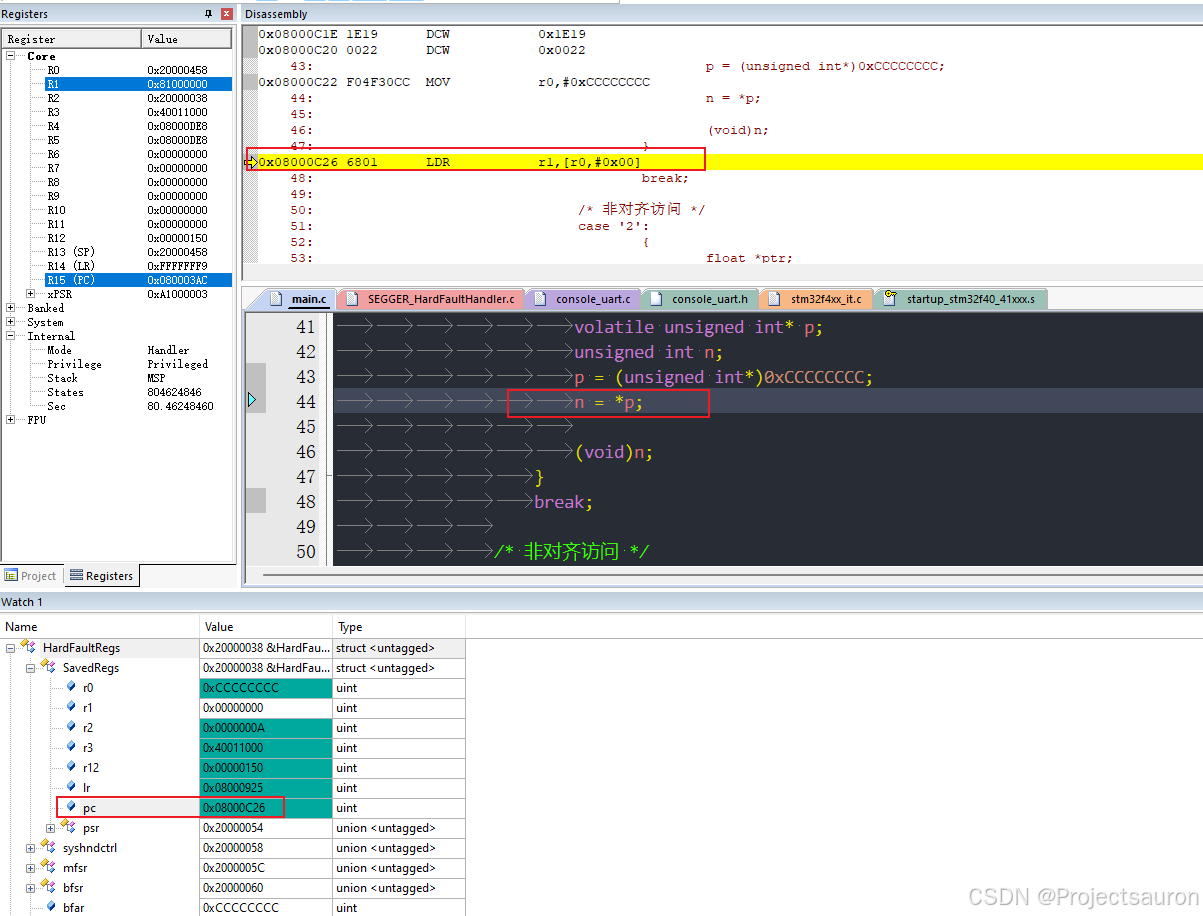 Registers
Register Value
Core
R0 0x20000458
R1 0x81000000
R2 0x20000038
R3 0x40011000
R4 0x08000DE8
R5 0x08000DE8
R6 0x00000000
R7 0x00000000
R8 0x00000000
R9 0x00000000
R10 0x00000000
R11 0x00000000
R12 0x00000150
R13 (SP) 0x20000458
R14 (LR) 0xFFFFFFF9
R15 (PC) 0x080003AC
xPSR 0xA1000003
Banked
System
Internal
Mode Handler
Privilege Privileged
Stack MSP
States 804624846
Sec 80.46248460
FPU
Project Registers
Disassembly
0x08000C1E 1E19 DCW 0x1E19
0x08000C20 0022 DCW 0x0022
43: p = (unsigned int*)0xCCCCCCCC;
0x08000C22 F04F30CC MOV r0,#0xCCCCCCCC
44: n = *p;
45:
46: (void)n;
47: }
0x08000C26 6801 LDR r1,[r0,#0x00]
48: break;
49:
50: /* 非对齐访问 */
51: case '2':
52: {
53: float *ptr;
main.c SEGGER_HardFaultHandler.c console_uart.c console_uart.h stm32f4xx_it.c startup_stm32f40_41xxx.s
41 volatile unsigned int* p;
42 unsigned int n;
43 p = (unsigned int*)0xCCCCCCCC;
44 n = *p;
45
46 (void)n;
47 }
48 break;
49
50 /* 非对齐访问 */
Watch 1
Name Value Type
HardFaultRegs 0x20000038 &HardFau... struct <untagged>
SavedRegs 0x20000038 &HardFau... struct <untagged>
r0 0xCCCCCCCC uint
r1 0x00000000 uint
r2 0x0000000A uint
r3 0x40011000 uint
r12 0x00000150 uint
lr 0x08000925 uint
pc 0x08000C26 uint
psr 0x20000054 union <untagged>
syshndctrl 0x20000058 union <untagged>
mfsr 0x2000005C union <untagged>
bfsr 0x20000060 union <untagged>
bfar 0xCCCCCCCC uint
CSDN @Projectsauron